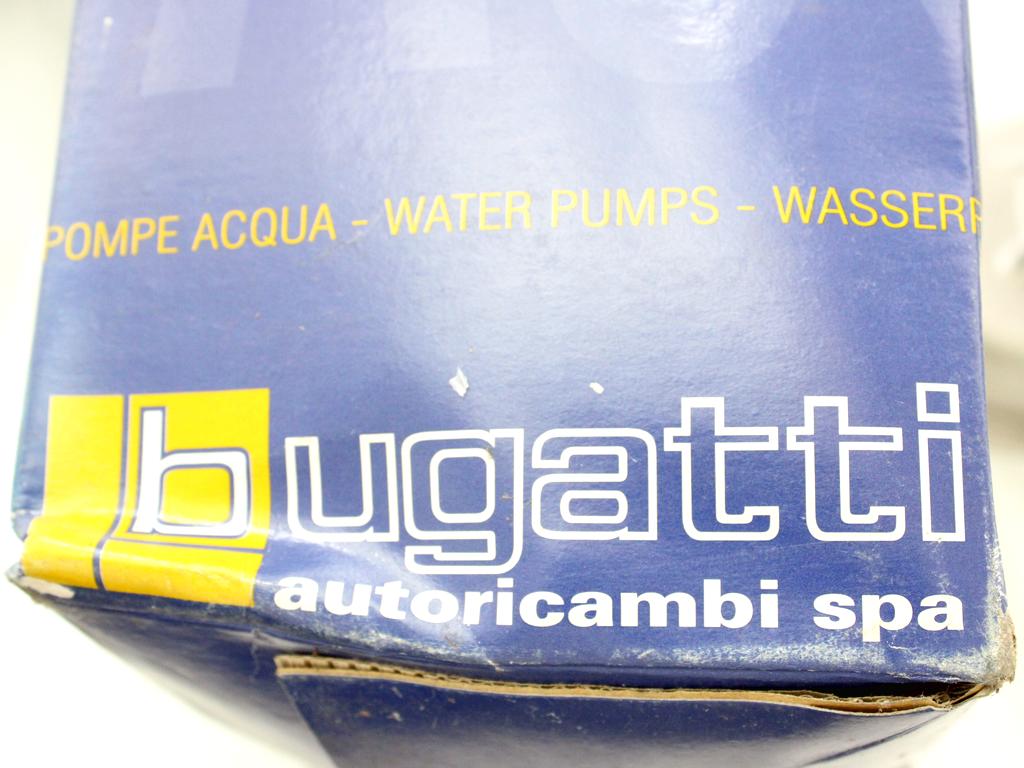 POMPE ACQUA - WATER PUMPS - WASSERP
bugatti
autoricambi spa